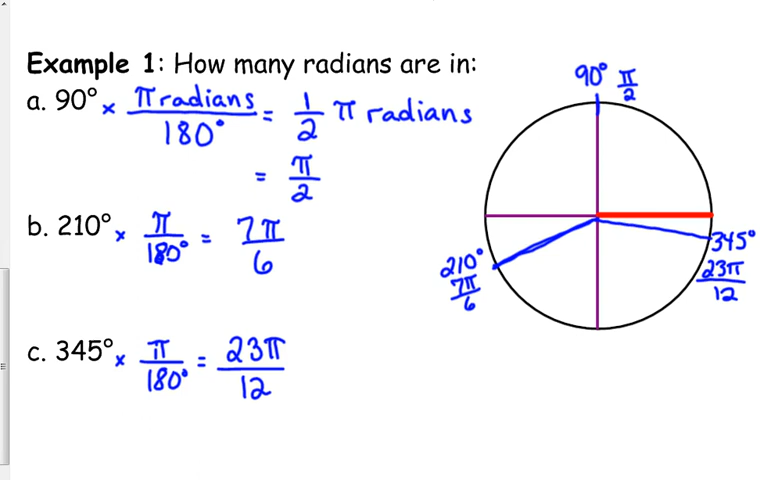 Example 1: How many radians are in:
a. 90° × π radians / 180° = 1/2 π radians
= π/2
b. 210° × π/180° = 7π/6
c. 345° × π/180° = 23π/12
90° π/2
345°
23π/12
210°
7π/6